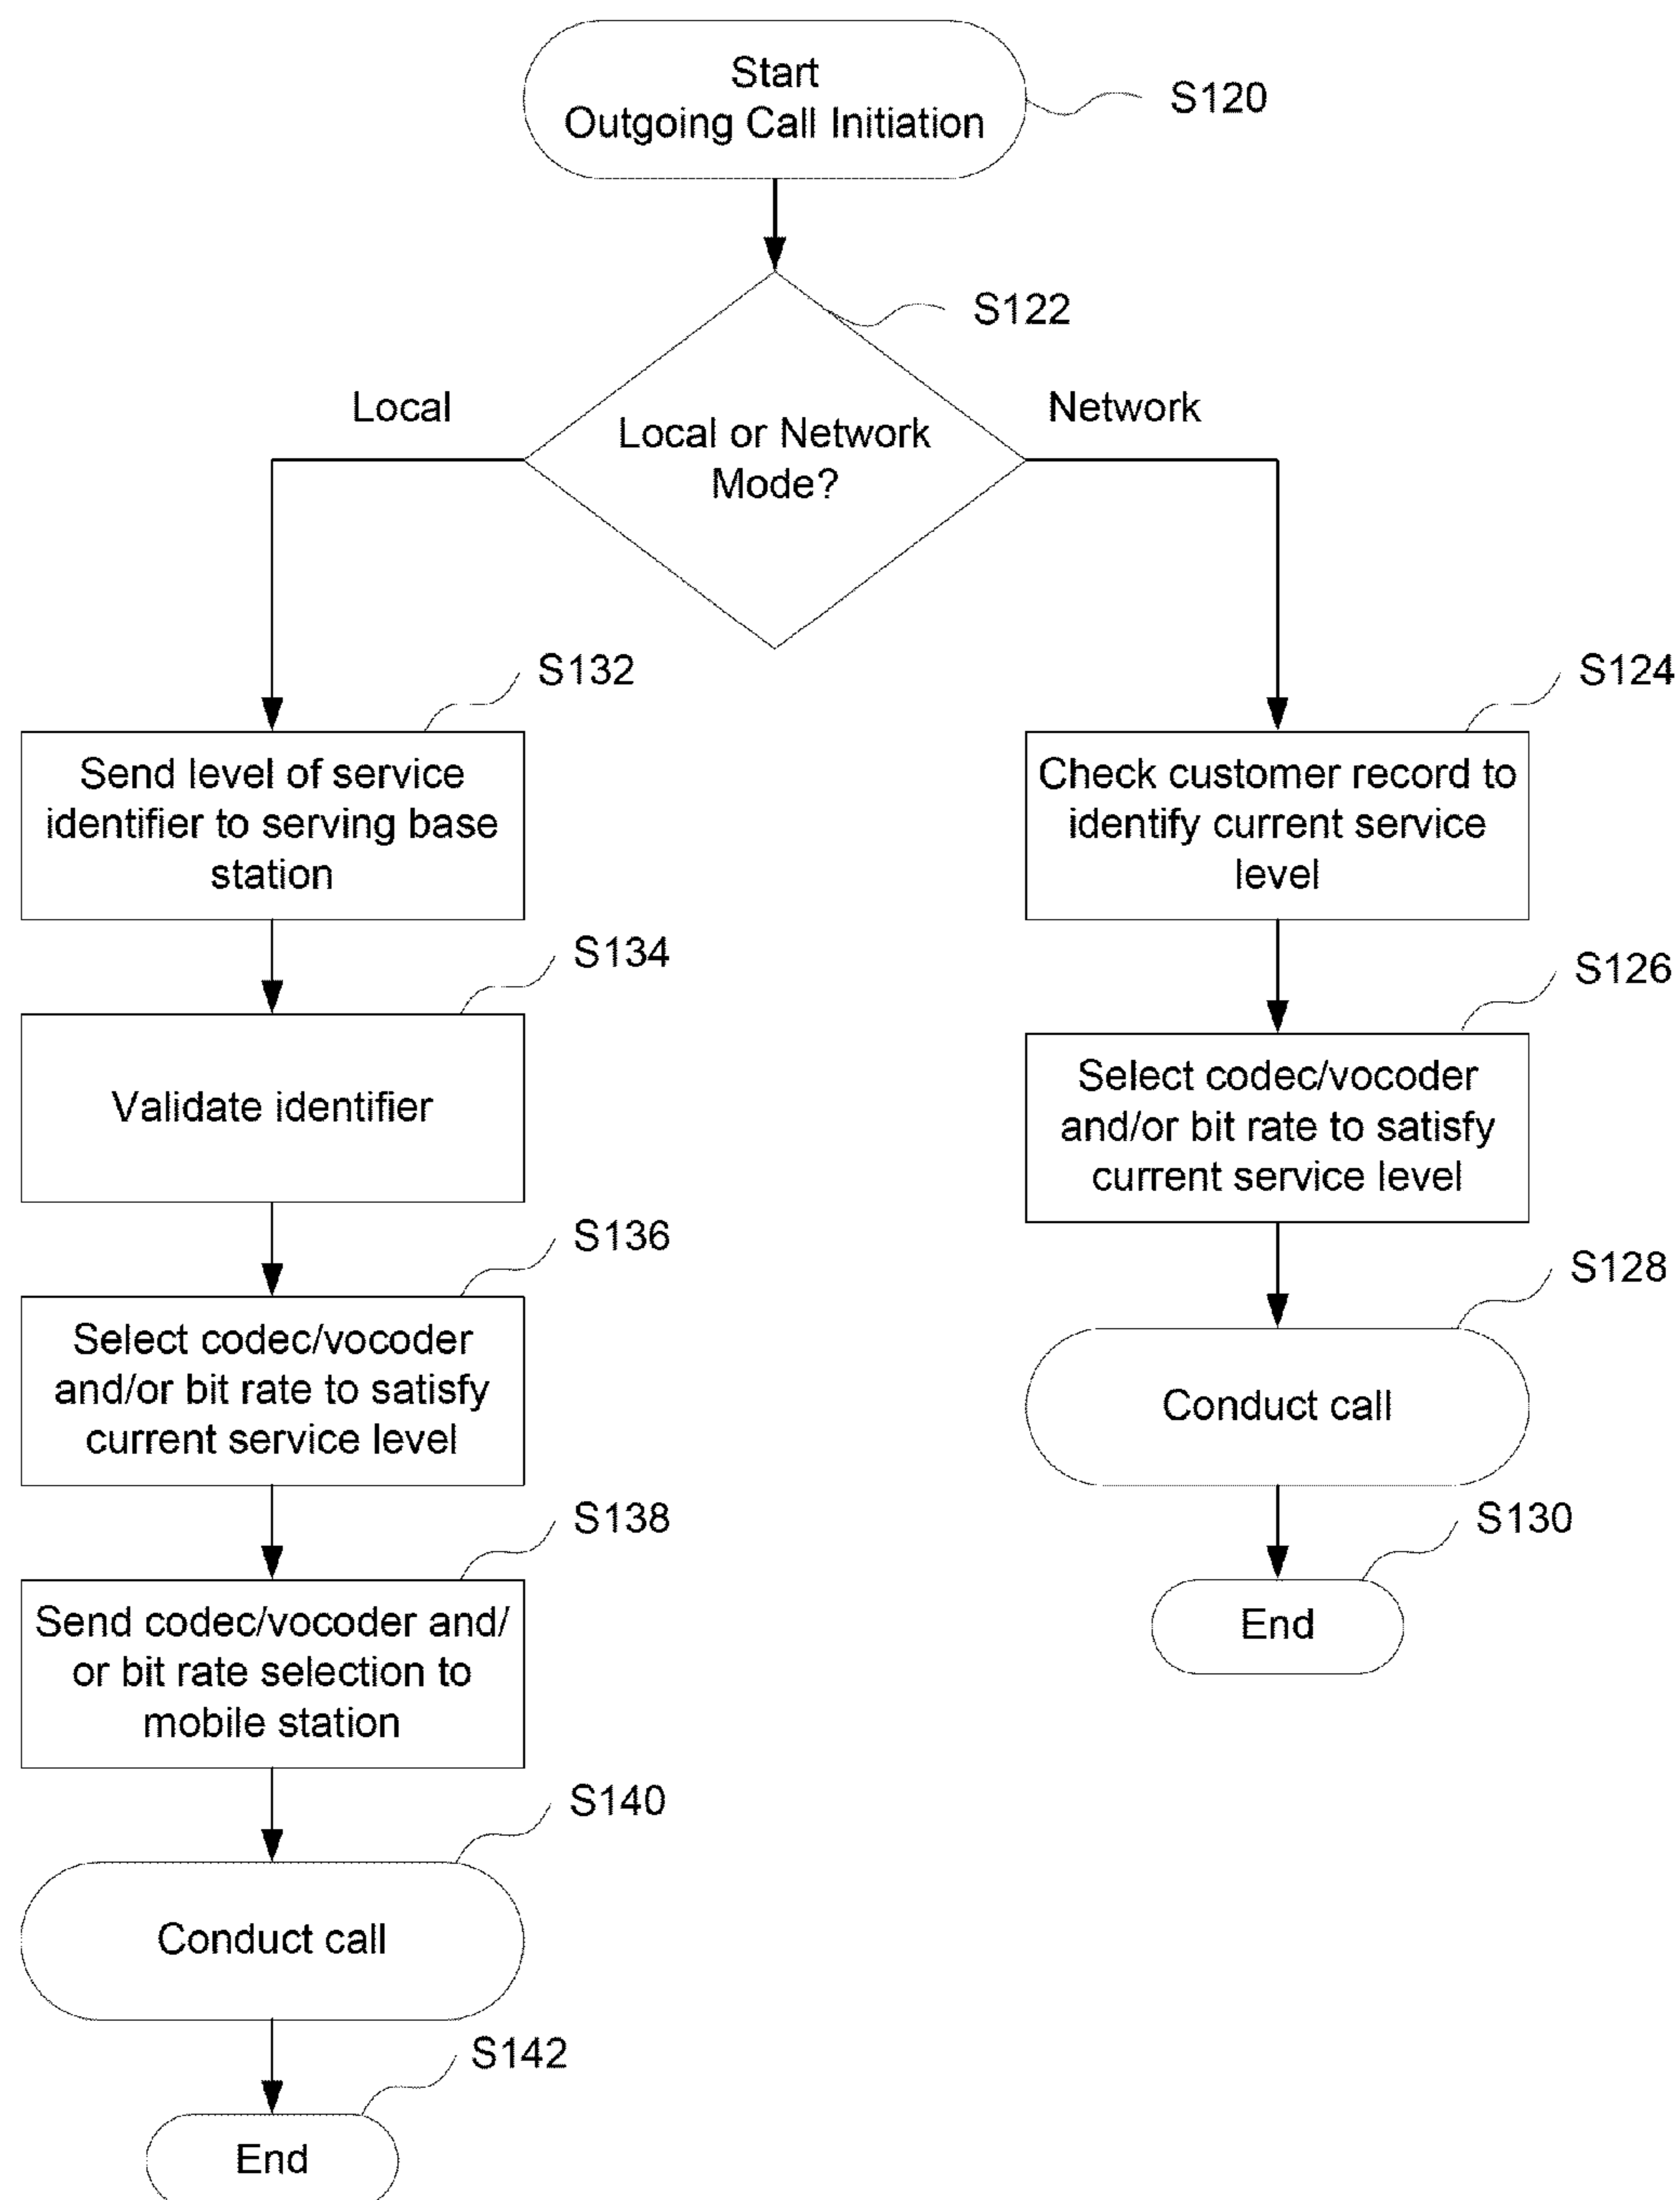 Start
Outgoing Call Initiation
S120
S122
Local
Local or Network
Mode?
Network
S132
Send level of service
identifier to serving base
station
S134
Validate identifier
S136
Select codec/vocoder
and/or bit rate to satisfy
current service level
S138
Send codec/vocoder and/
or bit rate selection to
mobile station
S140
Conduct call
S142
End
S124
Check customer record to
identify current service
level
S126
Select codec/vocoder
and/or bit rate to satisfy
current service level
S128
Conduct call
S130
End